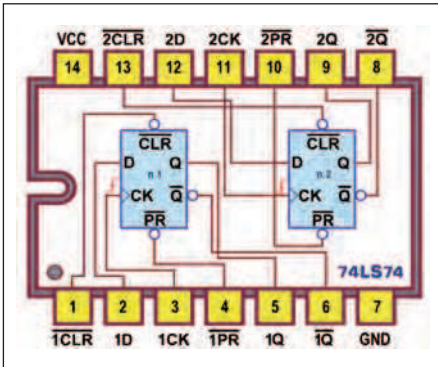 VCC 2CLR 2D 2CK 2PR 2Q Q̅2̅
14 13 12 11 10 9 8
CLR CLR
D Q D Q
n.1 n.2
CK Q̅ CK Q̅
PR PR
74LS74
1 2 3 4 5 6 7
1CLR 1D 1CK 1PR 1Q 1Q GND